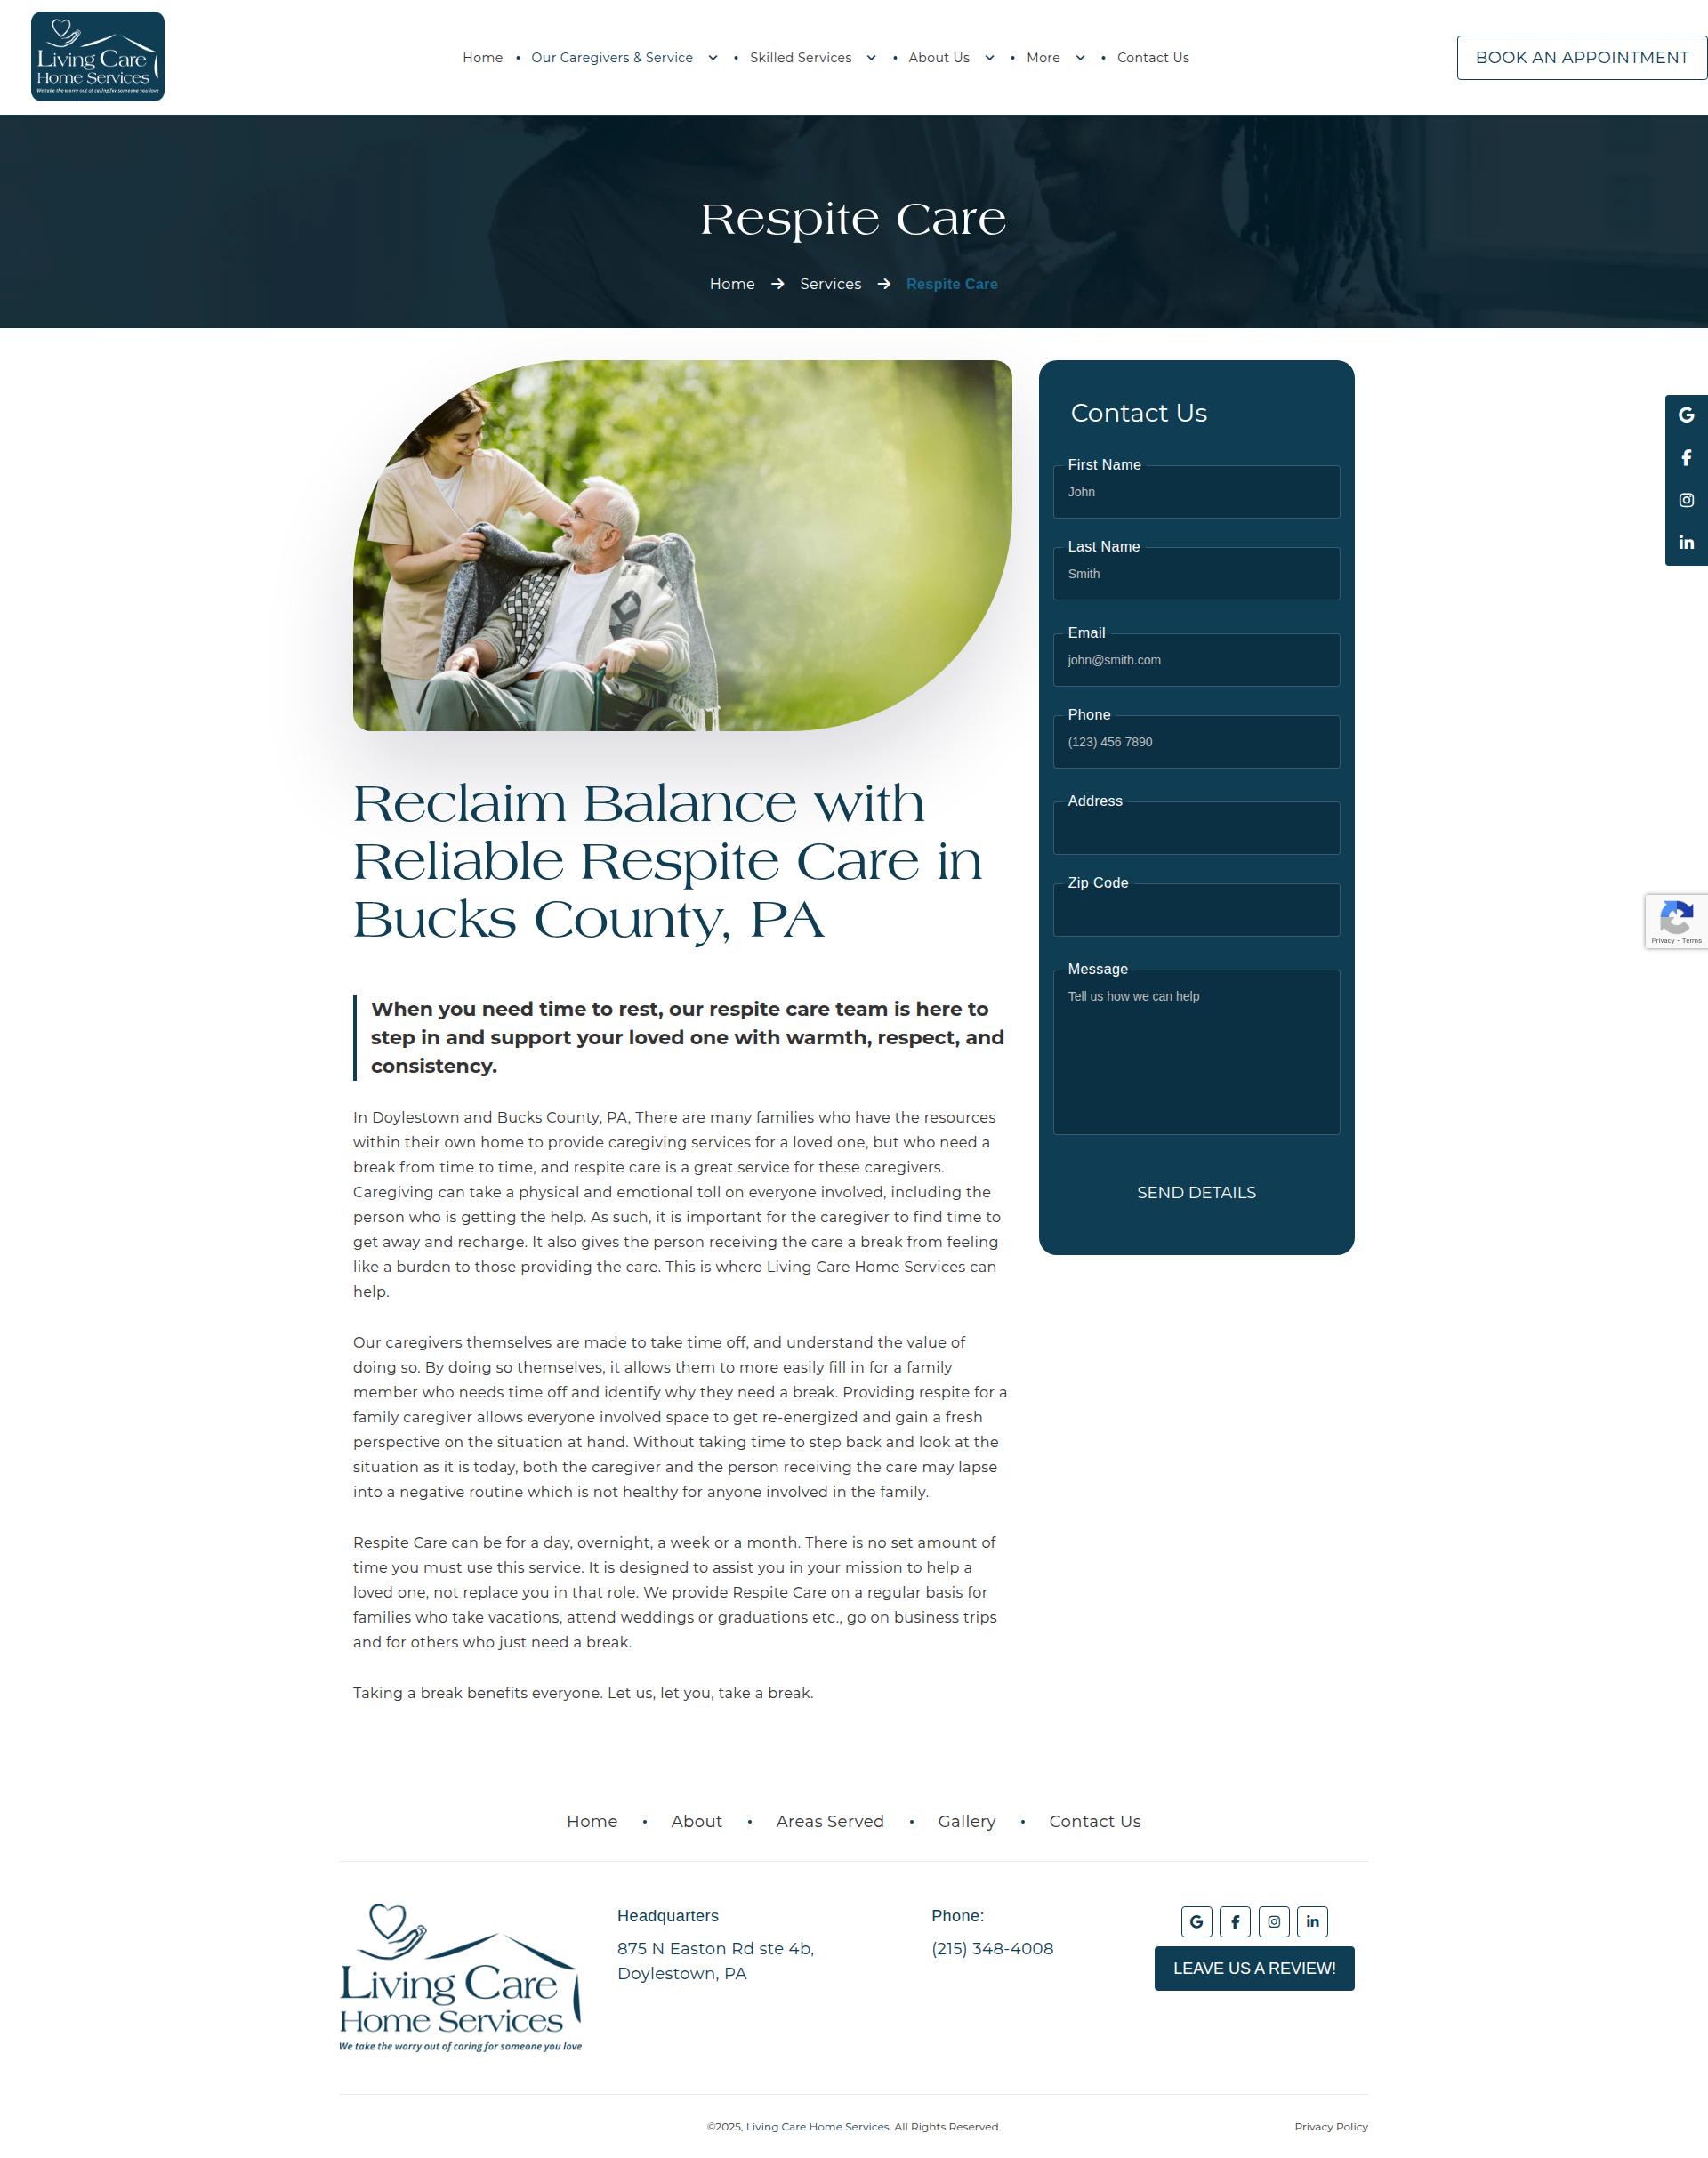 Living Care
Home Services
We take the worry out of caring for someone you love
Home • Our Caregivers & Service • Skilled Services • About Us • More • Contact Us
BOOK AN APPOINTMENT
Respite Care
Home → Services → Respite Care
Contact Us
First Name
John
Last Name
Smith
Email
john@smith.com
Phone
(123) 456 7890
Address
Zip Code
Message
Tell us how we can help
SEND DETAILS
Privacy - Terms
Reclaim Balance with
Reliable Respite Care in
Bucks County, PA
When you need time to rest, our respite care team is here to
step in and support your loved one with warmth, respect, and
consistency.
In Doylestown and Bucks County, PA, There are many families who have the resources
within their own home to provide caregiving services for a loved one, but who need a
break from time to time, and respite care is a great service for these caregivers.
Caregiving can take a physical and emotional toll on everyone involved, including the
person who is getting the help. As such, it is important for the caregiver to find time to
get away and recharge. It also gives the person receiving the care a break from feeling
like a burden to those providing the care. This is where Living Care Home Services can
help.
Our caregivers themselves are made to take time off, and understand the value of
doing so. By doing so themselves, it allows them to more easily fill in for a family
member who needs time off and identify why they need a break. Providing respite for a
family caregiver allows everyone involved space to get re-energized and gain a fresh
perspective on the situation at hand. Without taking time to step back and look at the
situation as it is today, both the caregiver and the person receiving the care may lapse
into a negative routine which is not healthy for anyone involved in the family.
Respite Care can be for a day, overnight, a week or a month. There is no set amount of
time you must use this service. It is designed to assist you in your mission to help a
loved one, not replace you in that role. We provide Respite Care on a regular basis for
families who take vacations, attend weddings or graduations etc., go on business trips
and for others who just need a break.
Taking a break benefits everyone. Let us, let you, take a break.
Home • About • Areas Served • Gallery • Contact Us
Living Care
Home Services
We take the worry out of caring for someone you love
Headquarters
875 N Easton Rd ste 4b,
Doylestown, PA
Phone:
(215) 348-4008
LEAVE US A REVIEW!
©2025, Living Care Home Services. All Rights Reserved.
Privacy Policy